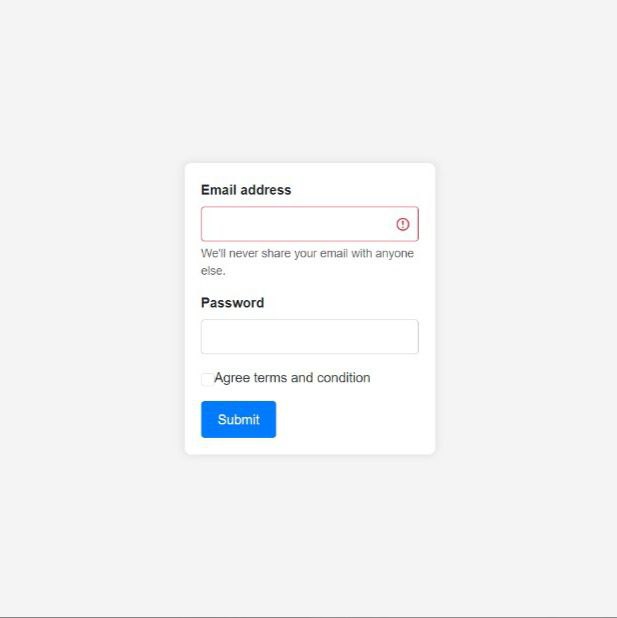 Email address
We'll never share your email with anyone
else.
Password
Agree terms and condition
Submit